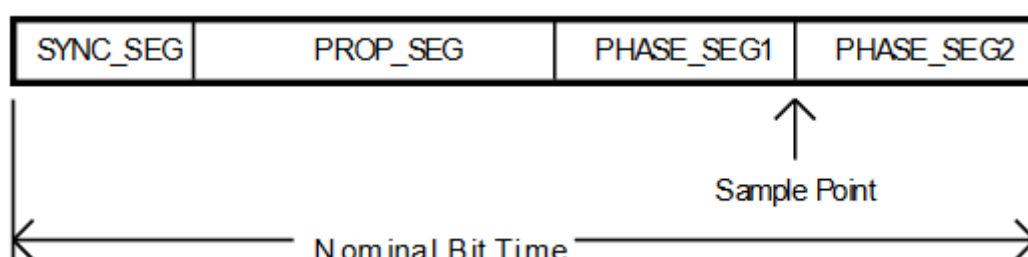 SYNC_SEG PROP_SEG PHASE_SEG1 PHASE_SEG2
Sample Point
Nominal Bit Time